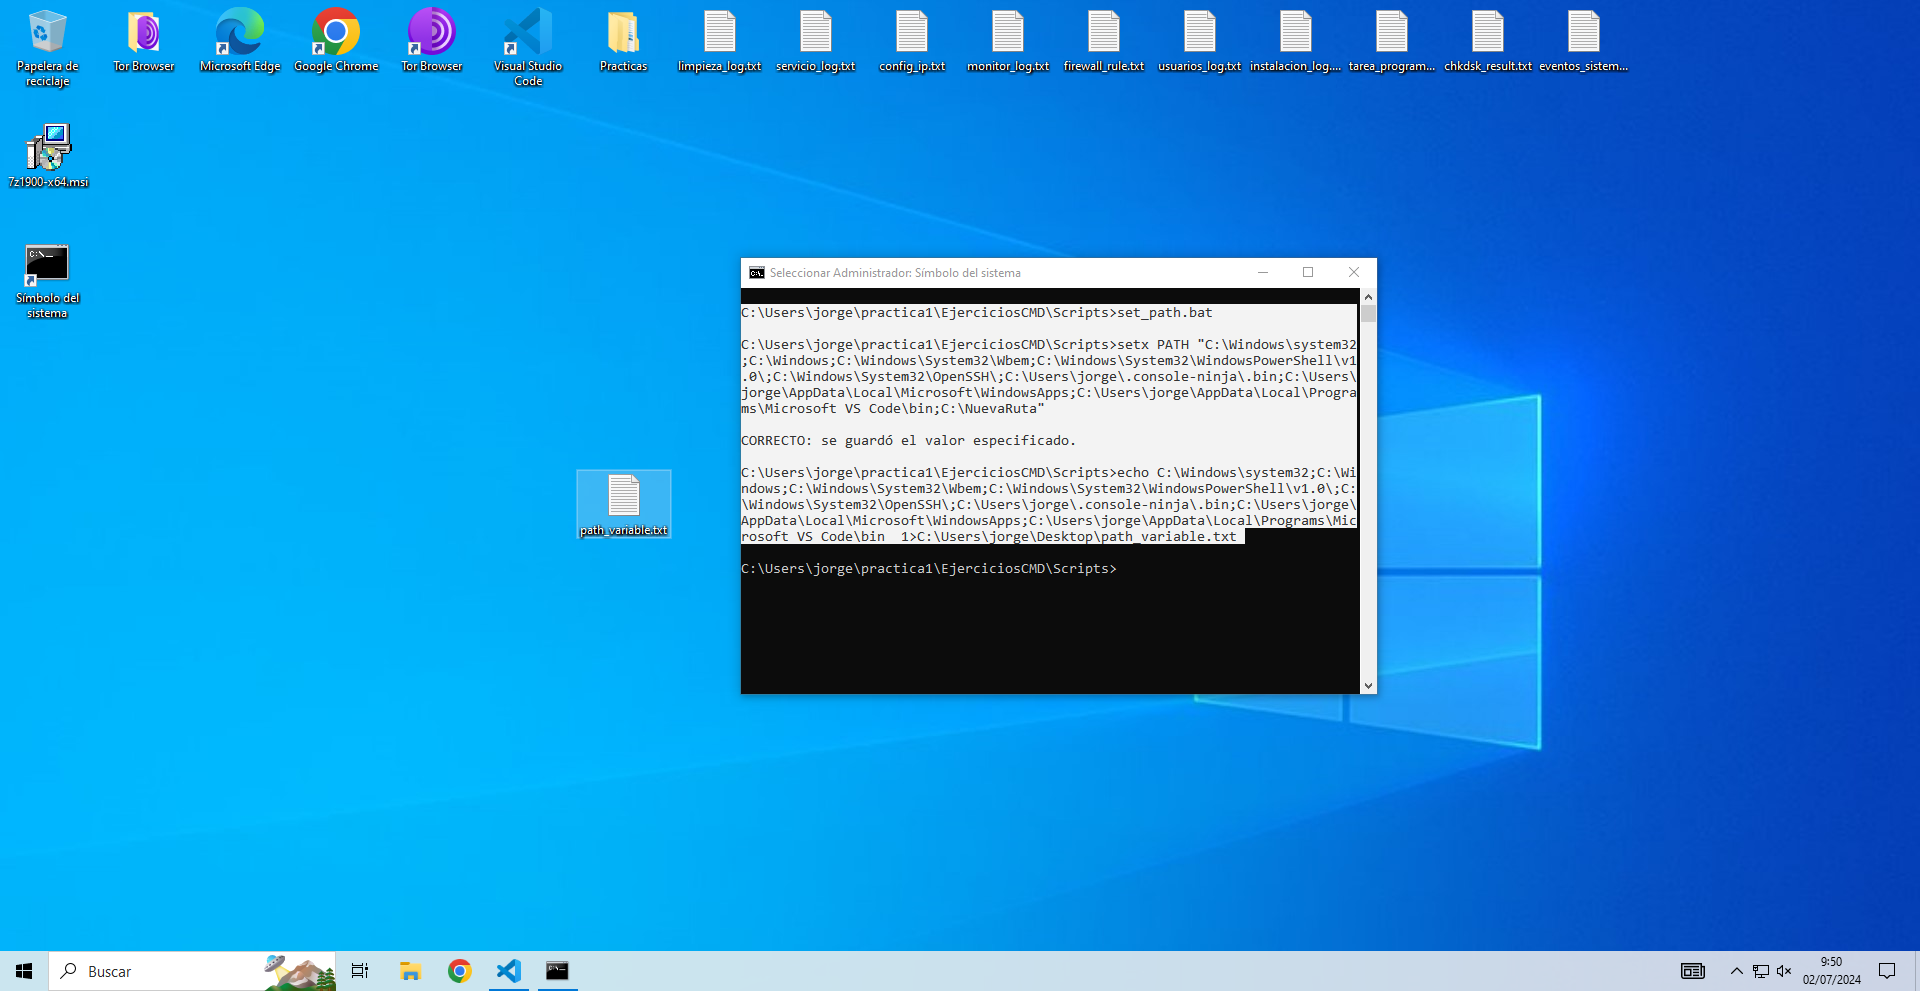 Papelera de
reciclaje
Tor Browser
Microsoft Edge
Google Chrome
Tor Browser
Visual Studio
Code
Practicas
limpieza_log.txt
servicio_log.txt
config_ip.txt
monitor_log.txt
firewall_rule.txt
usuarios_log.txt
instalacion_log....
tarea_program...
chkdsk_result.txt
eventos_sistem...
7z1900-x64.msi
Símbolo del
sistema
path_variable.txt
Seleccionar Administrador: Símbolo del sistema
C:\Users\jorge\practica1\EjerciciosCMD\Scripts>set_path.bat
C:\Users\jorge\practica1\EjerciciosCMD\Scripts>setx PATH "C:\Windows\system32
;C:\Windows;C:\Windows\System32\Wbem;C:\Windows\System32\WindowsPowerShell\v1
.0\;C:\Windows\System32\OpenSSH\;C:\Users\jorge\.console-ninja\.bin;C:\Users\
jorge\AppData\Local\Microsoft\WindowsApps;C:\Users\jorge\AppData\Local\Progra
ms\Microsoft VS Code\bin;C:\NuevaRuta"
CORRECTO: se guardó el valor especificado.
C:\Users\jorge\practica1\EjerciciosCMD\Scripts>echo C:\Windows\system32;C:\Wi
ndows;C:\Windows\System32\Wbem;C:\Windows\System32\WindowsPowerShell\v1.0\;C:
\Windows\System32\OpenSSH\;C:\Users\jorge\.console-ninja\.bin;C:\Users\jorge\
AppData\Local\Microsoft\WindowsApps;C:\Users\jorge\AppData\Local\Programs\Mic
rosoft VS Code\bin  1>C:\Users\jorge\Desktop\path_variable.txt
C:\Users\jorge\practica1\EjerciciosCMD\Scripts>
Buscar
9:50
02/07/2024